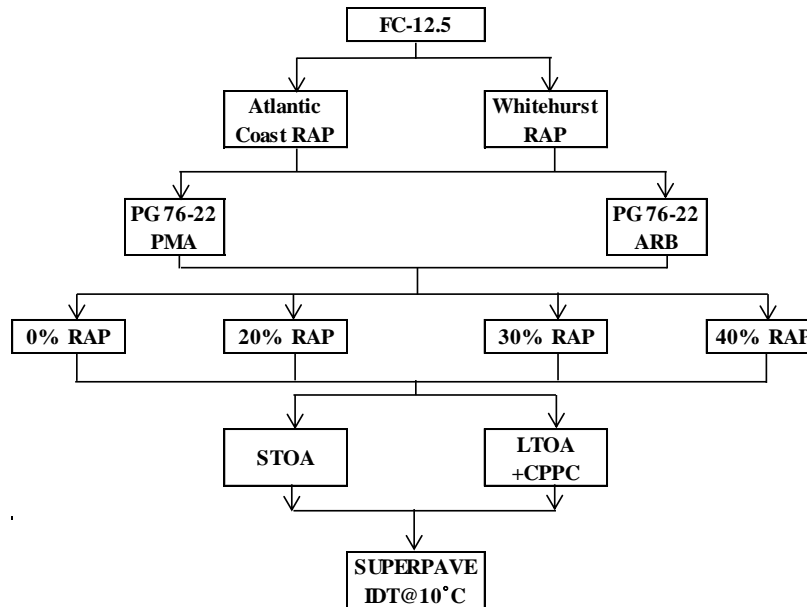 FC-12.5
Atlantic
Coast RAP
Whitehurst
RAP
PG 76-22
PMA
PG 76-22
ARB
0% RAP
20% RAP
30% RAP
40% RAP
STOA
LTOA
+CPPC
SUPERPAVE
IDT@10°C